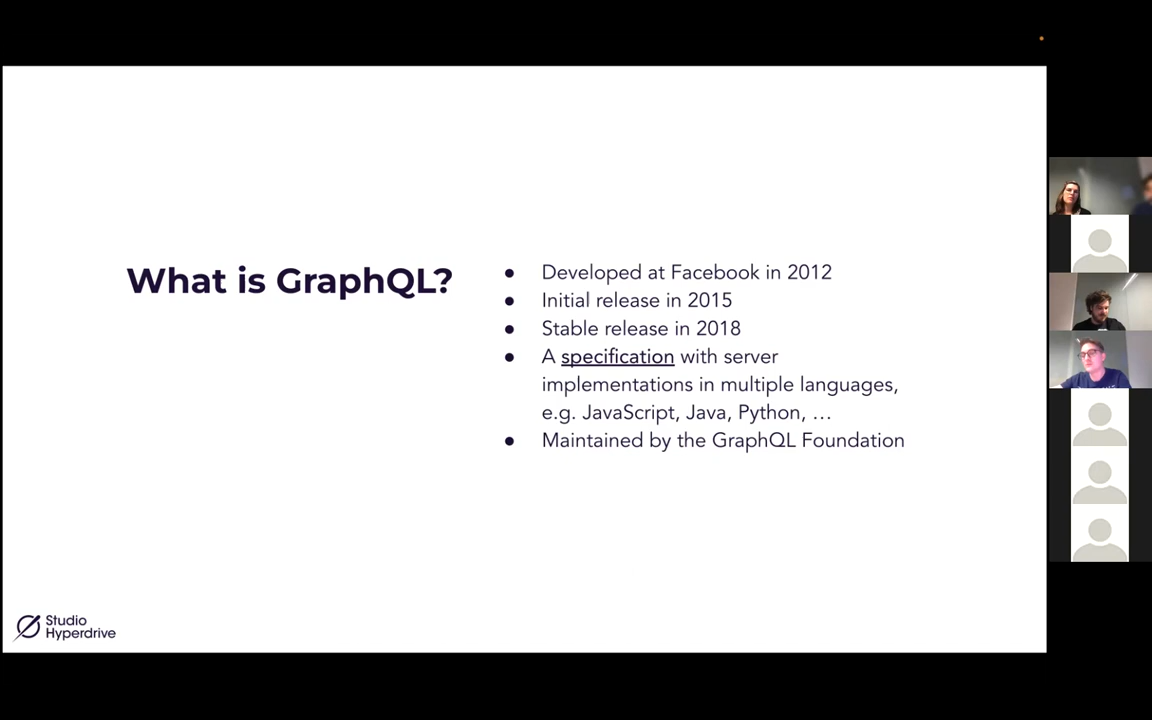 What is GraphQL?
● Developed at Facebook in 2012
● Initial release in 2015
● Stable release in 2018
● A specification with server
implementations in multiple languages,
e.g. JavaScript, Java, Python, …
● Maintained by the GraphQL Foundation
Studio
Hyperdrive